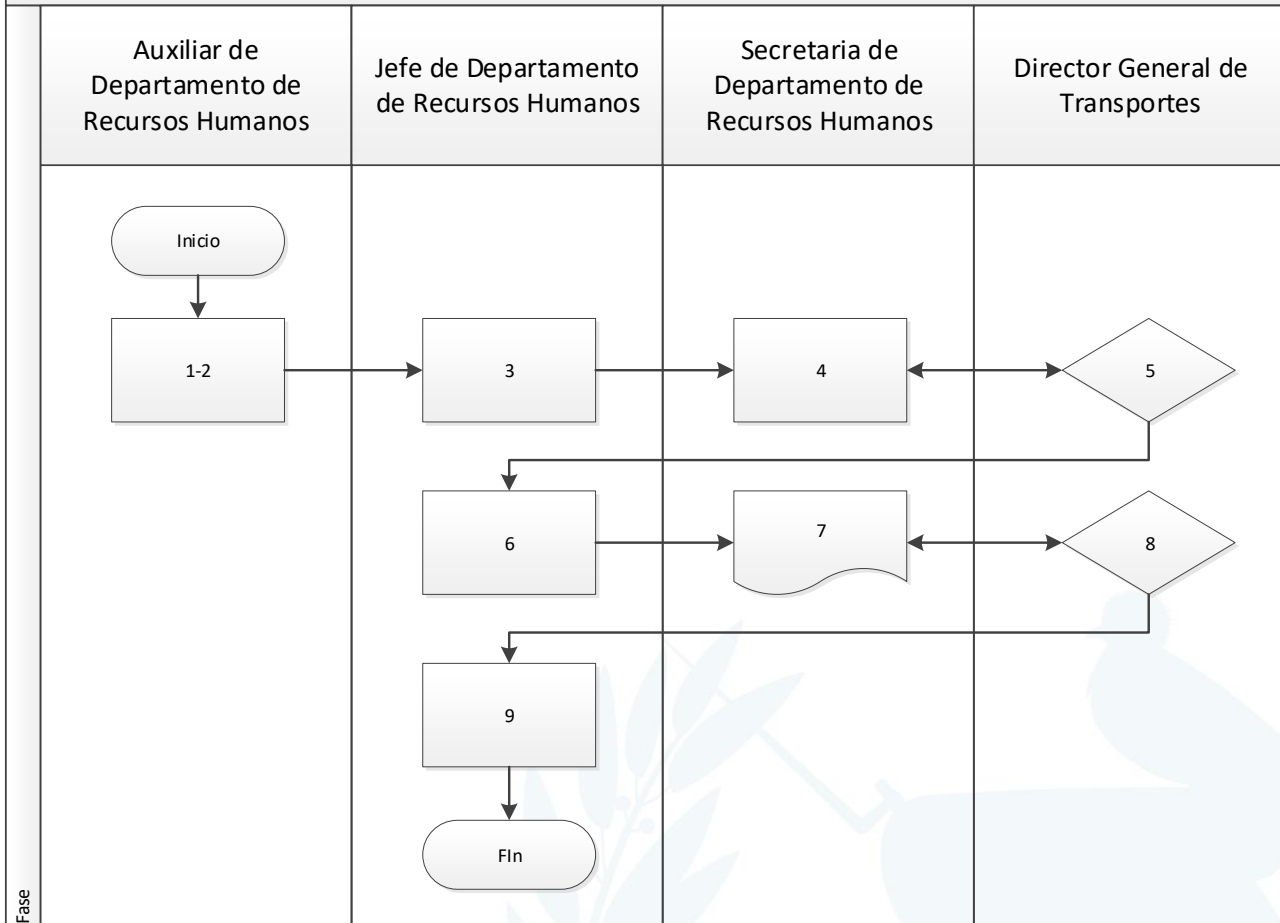 Auxiliar de
Departamento de
Recursos Humanos
Jefe de Departamento
de Recursos Humanos
Secretaria de
Departamento de
Recursos Humanos
Director General de
Transportes
Inicio
1-2
3
4
5
6
7
8
9
FIn
Fase